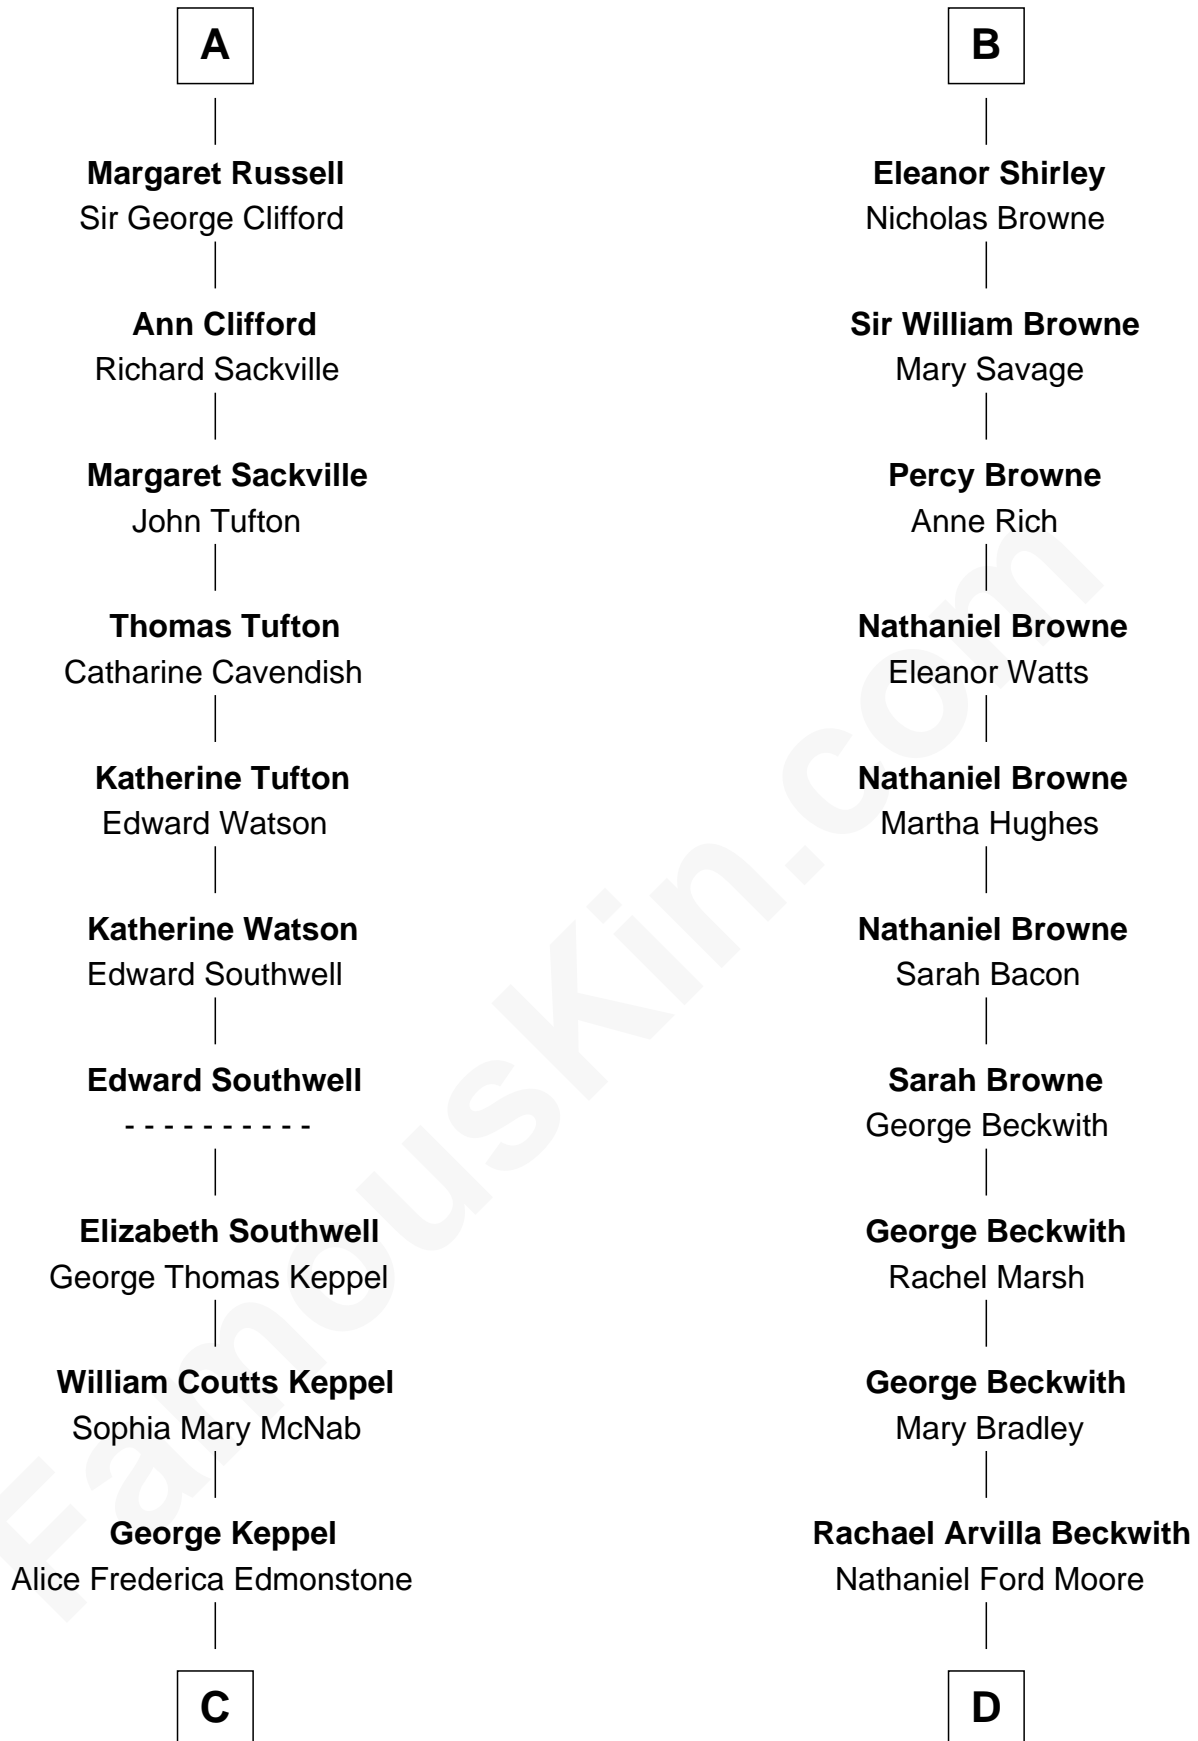 A
Margaret Russell
Sir George Clifford
Ann Clifford
Richard Sackville
Margaret Sackville
John Tufton
Thomas Tufton
Catharine Cavendish
Katherine Tufton
Edward Watson
Katherine Watson
Edward Southwell
Edward Southwell
- - - - - - - - - -
Elizabeth Southwell
George Thomas Keppel
William Coutts Keppel
Sophia Mary McNab
George Keppel
Alice Frederica Edmonstone
C
B
Eleanor Shirley
Nicholas Browne
Sir William Browne
Mary Savage
Percy Browne
Anne Rich
Nathaniel Browne
Eleanor Watts
Nathaniel Browne
Martha Hughes
Nathaniel Browne
Sarah Bacon
Sarah Browne
George Beckwith
George Beckwith
Rachel Marsh
George Beckwith
Mary Bradley
Rachael Arvilla Beckwith
Nathaniel Ford Moore
D
FamousKin.com